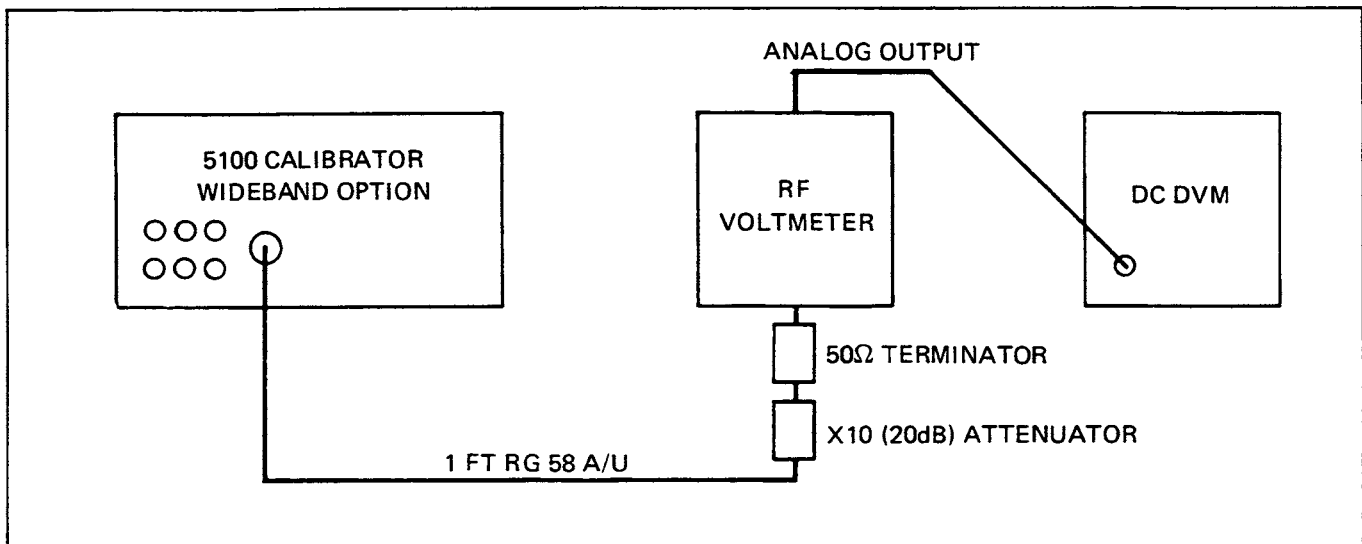 ANALOG OUTPUT
5100 CALIBRATOR
WIDEBAND OPTION
RF
VOLTMETER
DC DVM
50Ω TERMINATOR
X10 (20dB) ATTENUATOR
1 FT RG 58 A/U